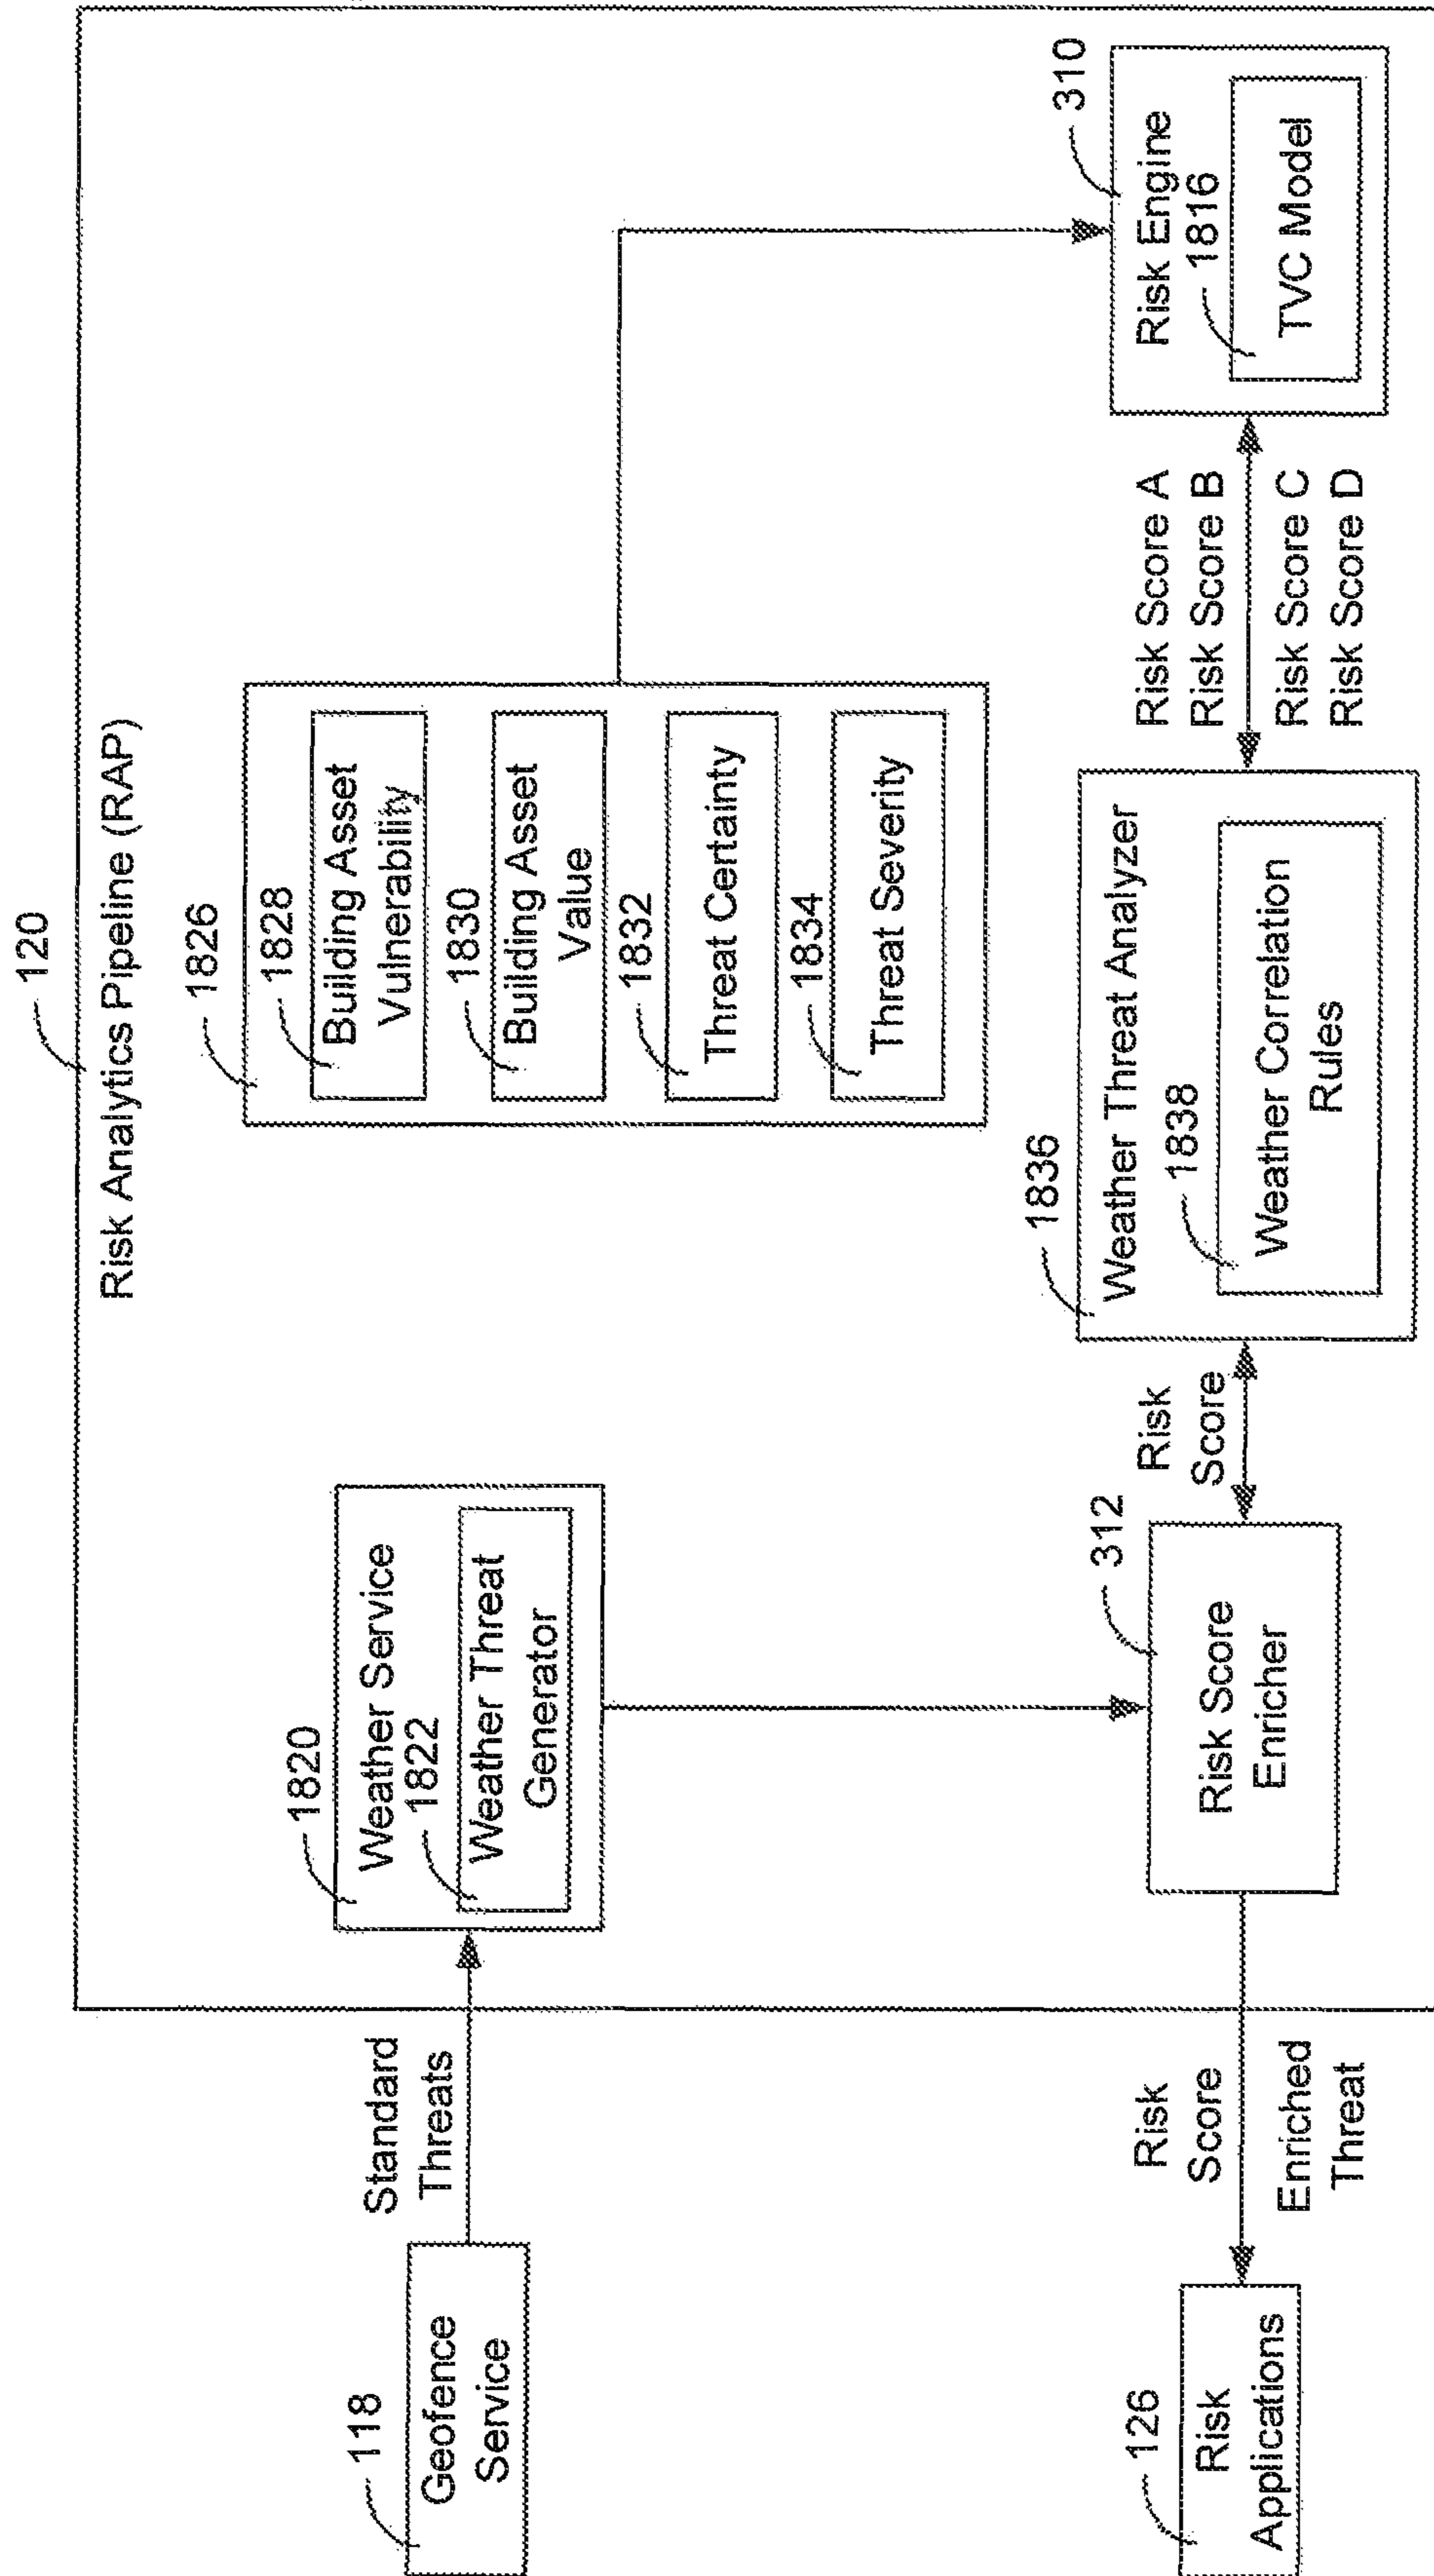 120
Risk Analytics Pipeline (RAP)
118
Geofence
Service
Standard
Threats
1820
Weather Service
1822
Weather Threat
Generator
1826
1828
Building Asset
Vulnerability
1830
Building Asset
Value
1832
Threat Certainty
1834
Threat Severity
126
Risk
Applications
Risk
Score
Enriched
Threat
312
Risk Score
Enricher
Risk
Score
1836
Weather Threat Analyzer
1838
Weather Correlation
Rules
Risk Score A
Risk Score B
Risk Score C
Risk Score D
310
Risk Engine
1816
TVC Model